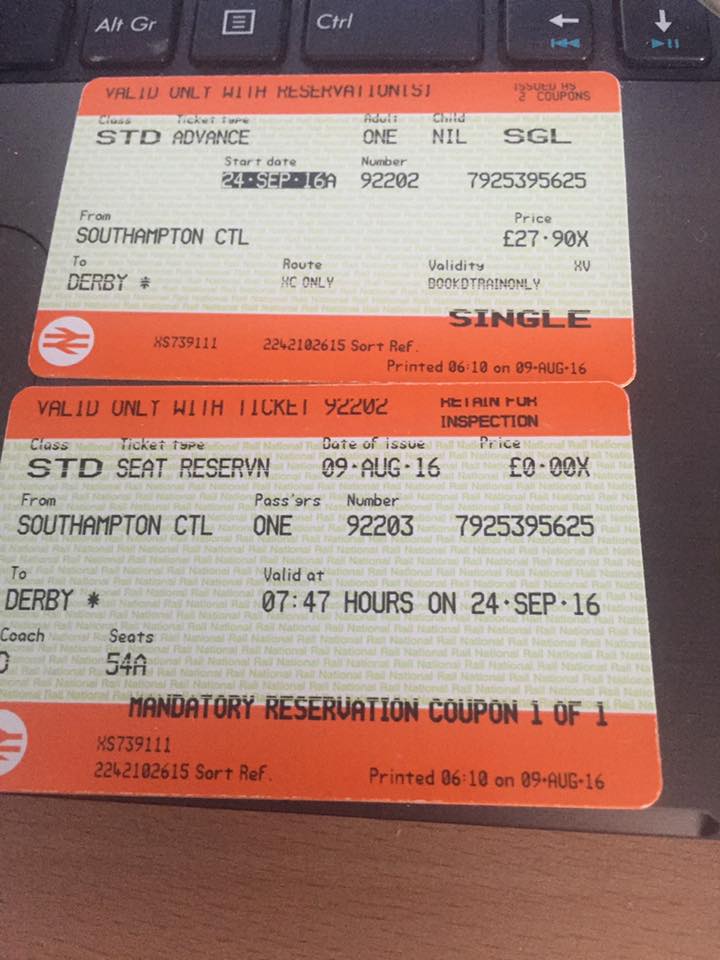 Alt Gr
Ctrl
VALID ONLY WITH RESERVATION(S)
ISSUED AS
2 COUPONS
Class Ticket type Adult Child
STD ADVANCE ONE NIL SGL
Start date Number
24·SEP·16A 92202 7925395625
From Price
SOUTHAMPTON CTL £27·90X
To Route Validity XV
DERBY * XC ONLY BOOKDTRAINONLY
SINGLE
XS739111 2242102615 Sort Ref.
Printed 06:10 on 09·AUG·16
VALID ONLY WITH TICKET 92202
RETAIN FOR
INSPECTION
Class Ticket type Date of issue Price
STD SEAT RESERVN 09·AUG·16 £0·00X
From Pass'grs Number
SOUTHAMPTON CTL ONE 92203 7925395625
To Valid at
DERBY * 07:47 HOURS ON 24·SEP·16
Coach Seats
54A
MANDATORY RESERVATION COUPON 1 OF 1
XS739111
2242102615 Sort Ref. Printed 06:10 on 09·AUG·16